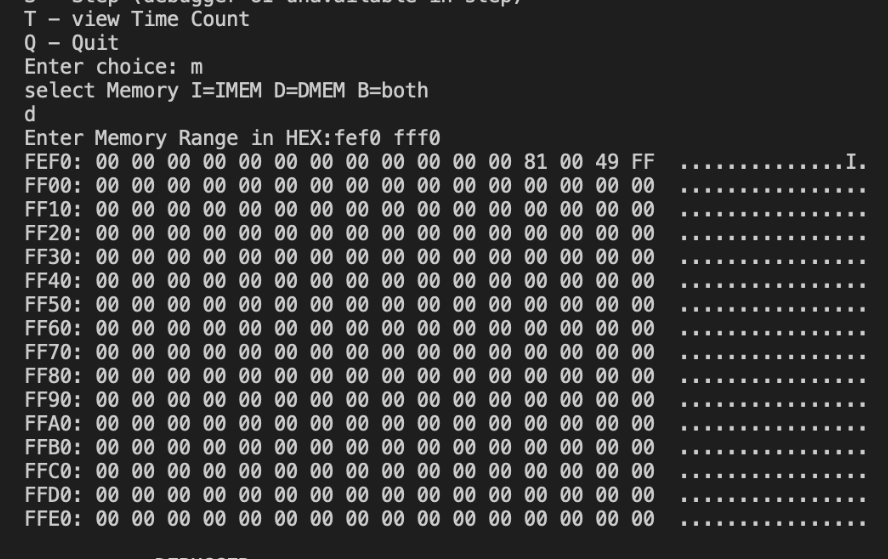 T – view Time Count
Q – Quit
Enter choice: m
select Memory I=IMEM D=DMEM B=both
d
Enter Memory Range in HEX:fef0 fff0
FEF0: 00 00 00 00 00 00 00 00 00 00 00 00 81 00 49 FF ..............I.
FF00: 00 00 00 00 00 00 00 00 00 00 00 00 00 00 00 00 ................
FF10: 00 00 00 00 00 00 00 00 00 00 00 00 00 00 00 00 ................
FF20: 00 00 00 00 00 00 00 00 00 00 00 00 00 00 00 00 ................
FF30: 00 00 00 00 00 00 00 00 00 00 00 00 00 00 00 00 ................
FF40: 00 00 00 00 00 00 00 00 00 00 00 00 00 00 00 00 ................
FF50: 00 00 00 00 00 00 00 00 00 00 00 00 00 00 00 00 ................
FF60: 00 00 00 00 00 00 00 00 00 00 00 00 00 00 00 00 ................
FF70: 00 00 00 00 00 00 00 00 00 00 00 00 00 00 00 00 ................
FF80: 00 00 00 00 00 00 00 00 00 00 00 00 00 00 00 00 ................
FF90: 00 00 00 00 00 00 00 00 00 00 00 00 00 00 00 00 ................
FFA0: 00 00 00 00 00 00 00 00 00 00 00 00 00 00 00 00 ................
FFB0: 00 00 00 00 00 00 00 00 00 00 00 00 00 00 00 00 ................
FFC0: 00 00 00 00 00 00 00 00 00 00 00 00 00 00 00 00 ................
FFD0: 00 00 00 00 00 00 00 00 00 00 00 00 00 00 00 00 ................
FFE0: 00 00 00 00 00 00 00 00 00 00 00 00 00 00 00 00 ................